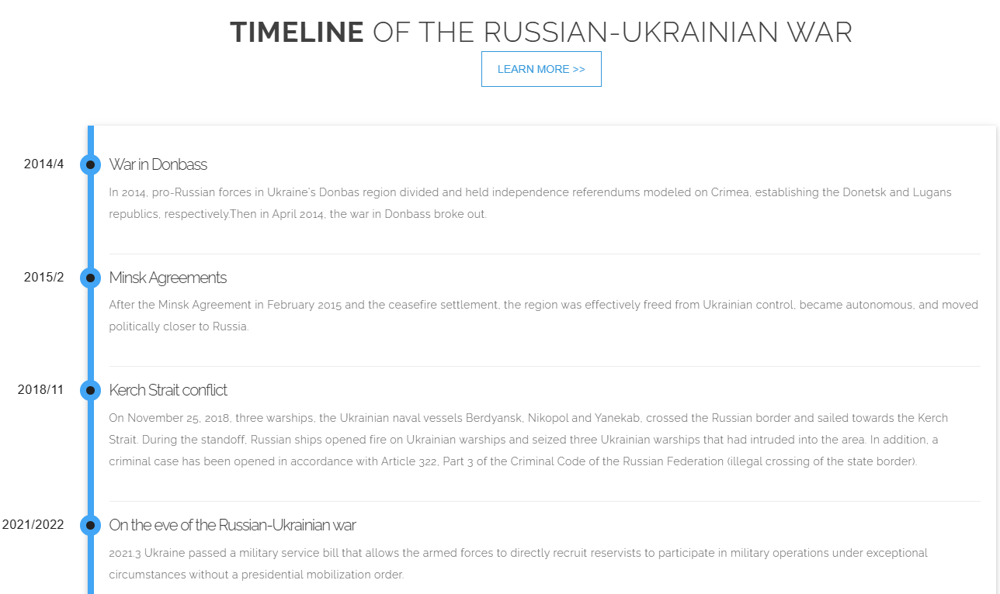 TIMELINE OF THE RUSSIAN-UKRAINIAN WAR
LEARN MORE >>
2014/4
War in Donbass
In 2014, pro-Russian forces in Ukraine's Donbas region divided and held independence referendums modeled on Crimea, establishing the Donetsk and Lugans
republics, respectively.Then in April 2014, the war in Donbass broke out.
2015/2
Minsk Agreements
After the Minsk Agreement in February 2015 and the ceasefire settlement, the region was effectively freed from Ukrainian control, became autonomous, and moved
politically closer to Russia.
2018/11
Kerch Strait conflict
On November 25, 2018, three warships, the Ukrainian naval vessels Berdyansk, Nikopol and Yanekab, crossed the Russian border and sailed towards the Kerch
Strait. During the standoff, Russian ships opened fire on Ukrainian warships and seized three Ukrainian warships that had intruded into the area. In addition, a
criminal case has been opened in accordance with Article 322, Part 3 of the Criminal Code of the Russian Federation (illegal crossing of the state border).
2021/2022
On the eve of the Russian-Ukrainian war
2021.3 Ukraine passed a military service bill that allows the armed forces to directly recruit reservists to participate in military operations under exceptional
circumstances without a presidential mobilization order.